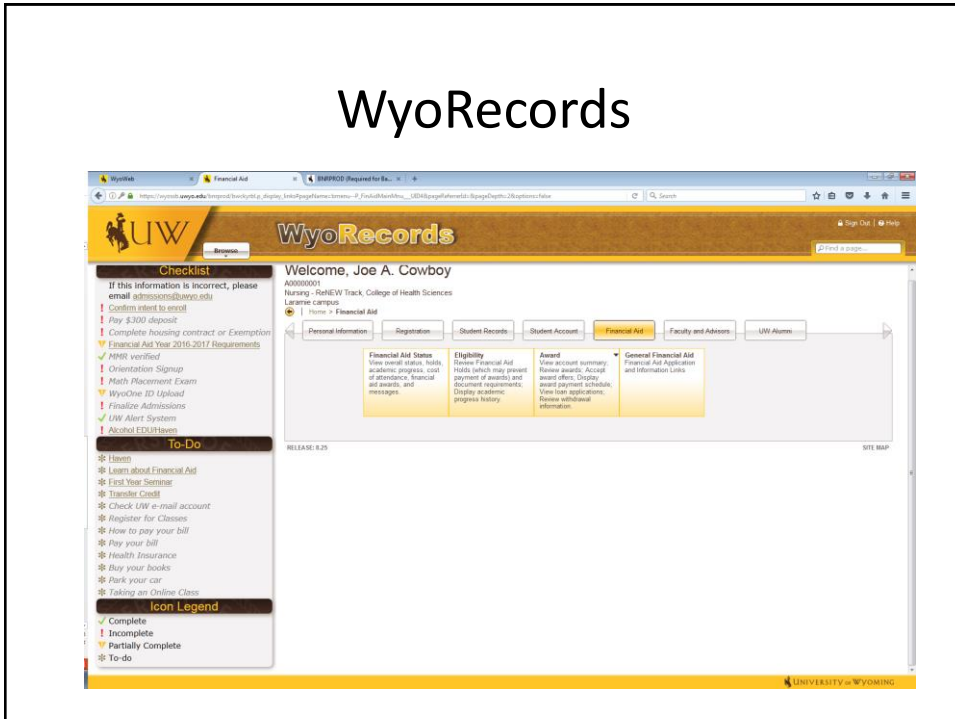 WyoRecords
WyoWeb
Financial Aid
BNRPROD (Required for Ba...
Search
UW
Browse
WyoRecords
Sign Out | Help
Find a page...
Checklist
If this information is incorrect, please
email admissions@uwyo.edu
Confirm intent to enroll
Pay $300 deposit
Complete housing contract or Exemption
Financial Aid Year 2016-2017 Requirements
MMR verified
Orientation Signup
Math Placement Exam
WyoOne ID Upload
Finalize Admissions
UW Alert System
Alcohol EDU/Haven
To-Do
Haven
Learn about Financial Aid
First Year Seminar
Transfer Credit
Check UW e-mail account
Register for Classes
How to pay your bill
Pay your bill
Health Insurance
Buy your books
Park your car
Taking an Online Class
Icon Legend
Complete
Incomplete
Partially Complete
To-do
Welcome, Joe A. Cowboy
A00000001
Nursing - ReNEW Track, College of Health Sciences
Laramie campus
Home > Financial Aid
Personal Information
Registration
Student Records
Student Account
Financial Aid
Faculty and Advisors
UW Alumni
Financial Aid Status
View overall status, holds,
academic progress, cost
of attendance, financial
aid awards, and
messages.
Eligibility
Review Financial Aid
Holds (which may prevent
payment of awards) and
document requirements;
Display academic
progress history.
Award
View account summary;
Review awards; Accept
award offers; Display
award payment schedule;
View loan applications;
Review withdrawal
information.
General Financial Aid
Financial Aid Application
and Information Links
RELEASE: 8.25
SITE MAP
UNIVERSITY OF WYOMING